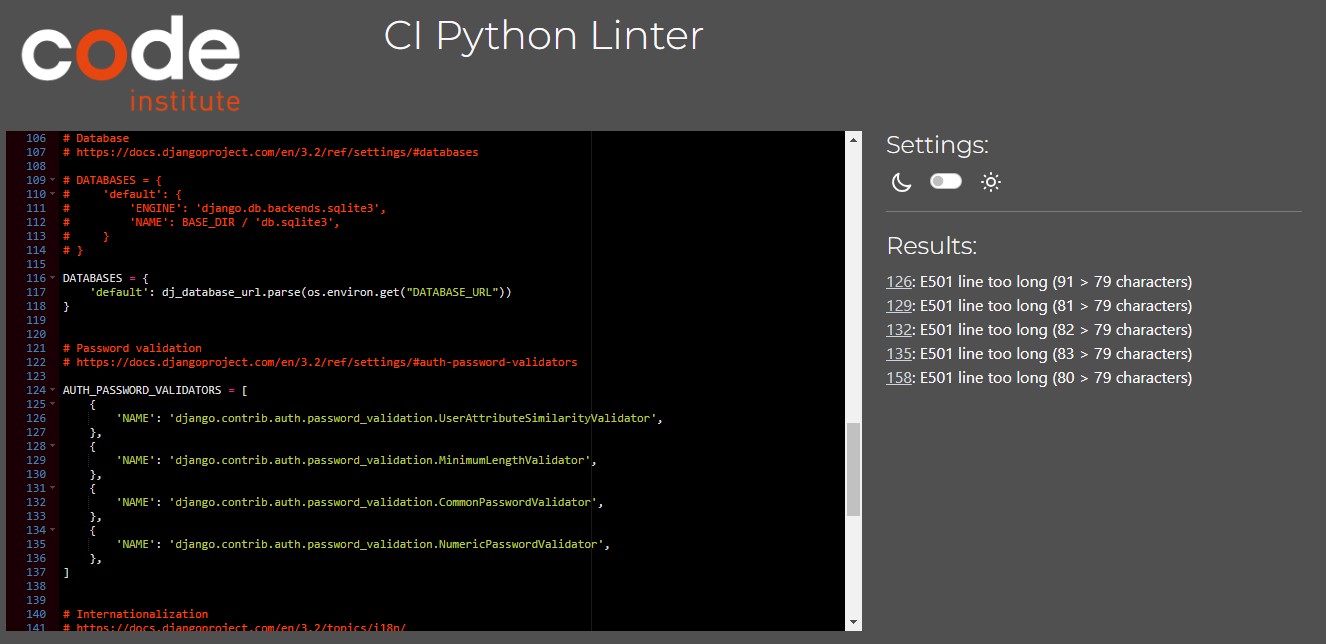 code
institute
CI Python Linter
106 # Database
107 # https://docs.djangoproject.com/en/3.2/ref/settings/#databases
108
109 # DATABASES = {
110 #     'default': {
111 #         'ENGINE': 'django.db.backends.sqlite3',
112 #         'NAME': BASE_DIR / 'db.sqlite3',
113 #     }
114 # }
115
116 DATABASES = {
117     'default': dj_database_url.parse(os.environ.get("DATABASE_URL"))
118 }
119
120
121 # Password validation
122 # https://docs.djangoproject.com/en/3.2/ref/settings/#auth-password-validators
123
124 AUTH_PASSWORD_VALIDATORS = [
125     {
126         'NAME': 'django.contrib.auth.password_validation.UserAttributeSimilarityValidator',
127     },
128     {
129         'NAME': 'django.contrib.auth.password_validation.MinimumLengthValidator',
130     },
131     {
132         'NAME': 'django.contrib.auth.password_validation.CommonPasswordValidator',
133     },
134     {
135         'NAME': 'django.contrib.auth.password_validation.NumericPasswordValidator',
136     },
137 ]
138
139
140 # Internationalization
141 # https://docs.djangoproject.com/en/3.2/topics/i18n/
Settings:
Results:
126: E501 line too long (91 > 79 characters)
129: E501 line too long (81 > 79 characters)
132: E501 line too long (82 > 79 characters)
135: E501 line too long (83 > 79 characters)
158: E501 line too long (80 > 79 characters)